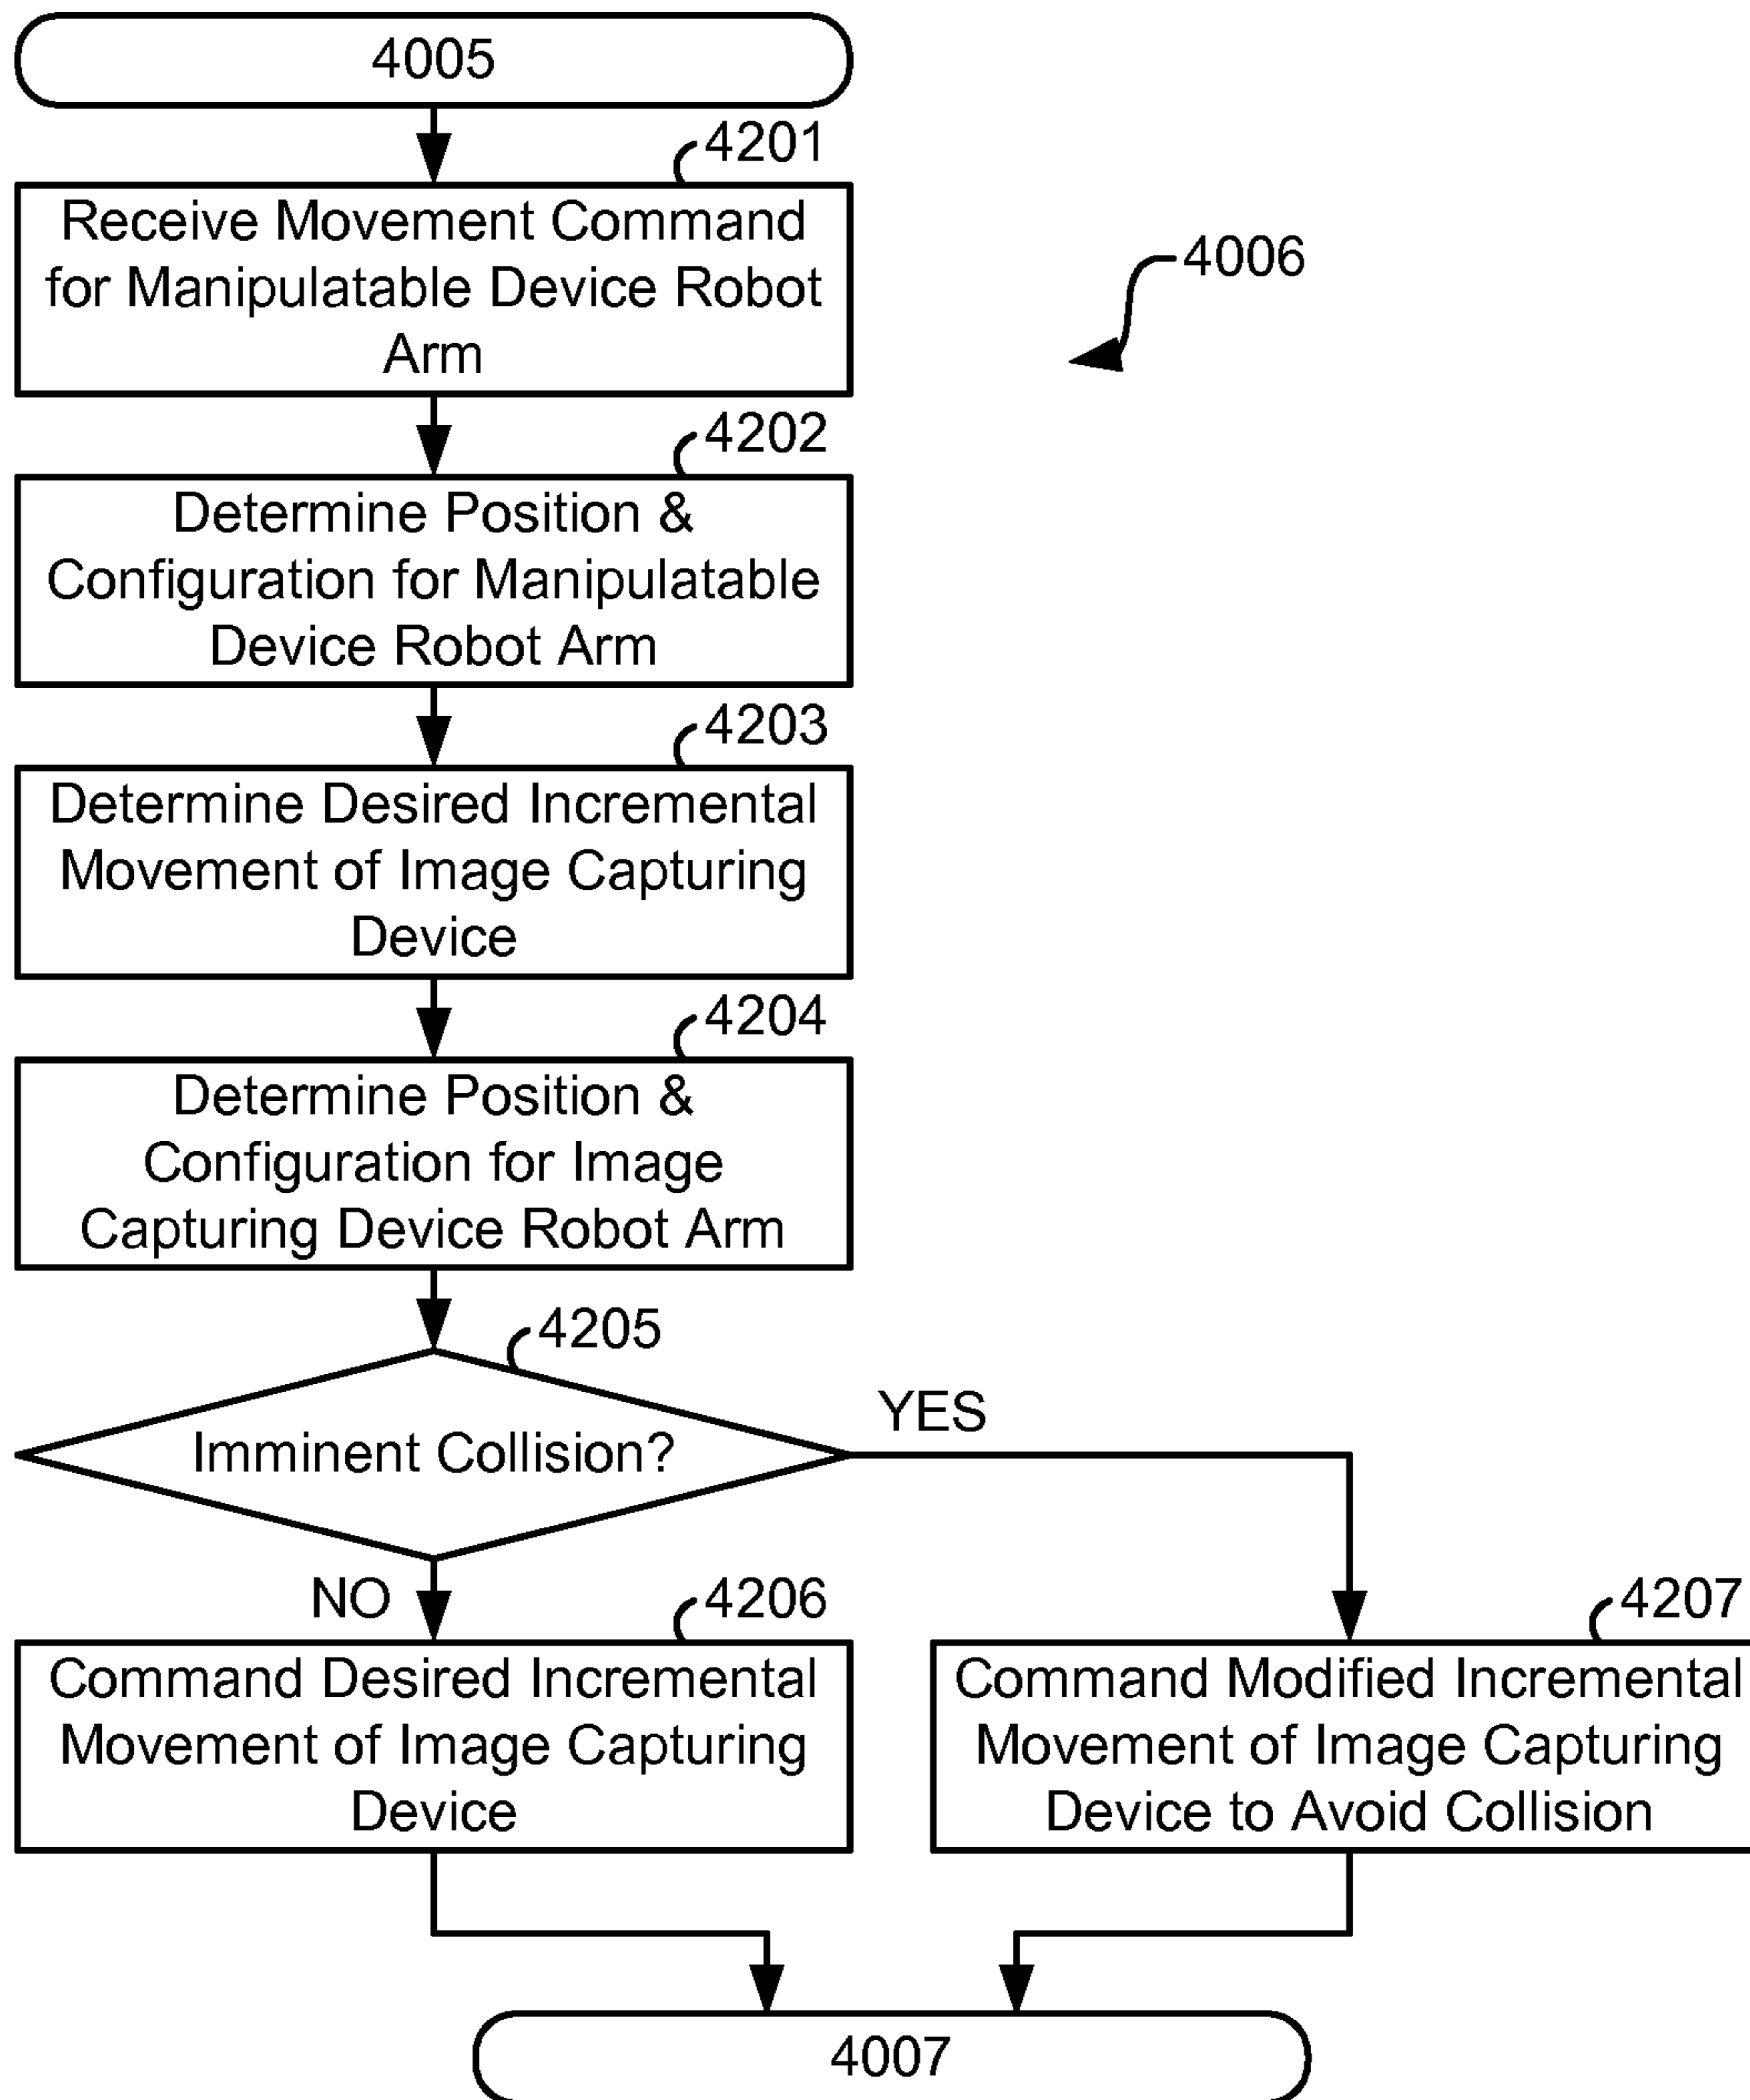 4005
4201
Receive Movement Command
for Manipulatable Device Robot
Arm
4006
4202
Determine Position &
Configuration for Manipulatable
Device Robot Arm
4203
Determine Desired Incremental
Movement of Image Capturing
Device
4204
Determine Position &
Configuration for Image
Capturing Device Robot Arm
4205
Imminent Collision?
YES
NO
4206
Command Desired Incremental
Movement of Image Capturing
Device
4207
Command Modified Incremental
Movement of Image Capturing
Device to Avoid Collision
4007